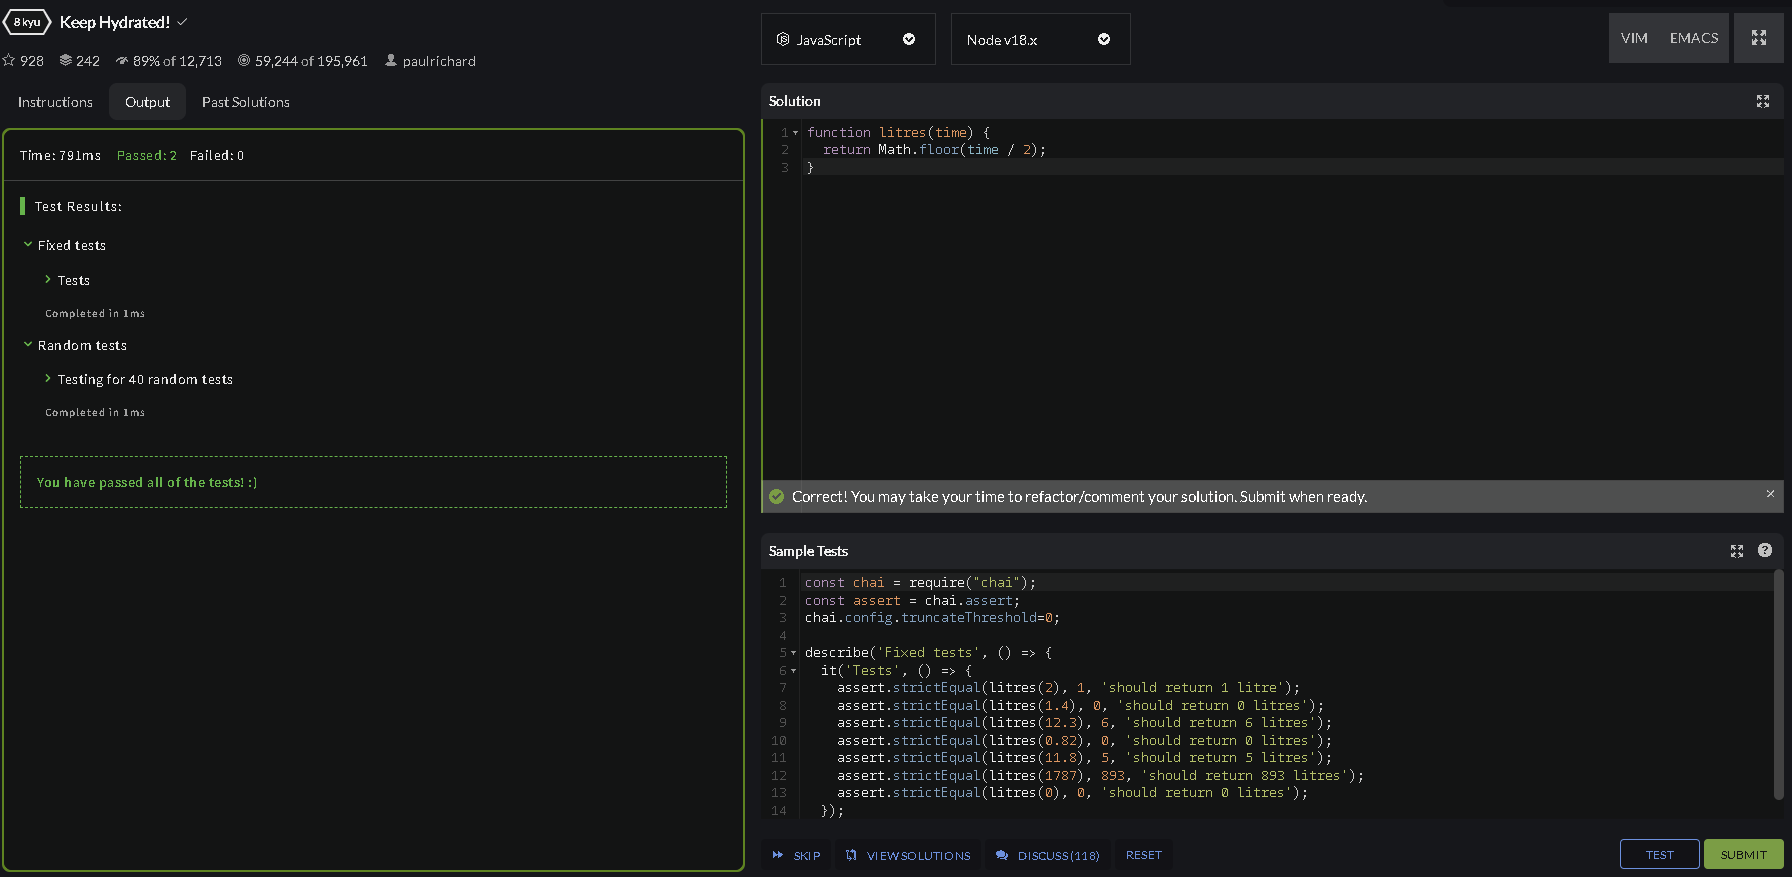 8 kyu Keep Hydrated!
928 242 89% of 12,713 59,244 of 195,961 paulrichard
Instructions Output Past Solutions
Time: 791ms Passed: 2 Failed: 0
Test Results:
Fixed tests
Tests
Completed in 1ms
Random tests
Testing for 40 random tests
Completed in 1ms
You have passed all of the tests! :)
JavaScript Node v18.x VIM EMACS
Solution
1 function litres(time) {
2 return Math.floor(time / 2);
3 }
Correct! You may take your time to refactor/comment your solution. Submit when ready. ×
Sample Tests ?
1 const chai = require("chai");
2 const assert = chai.assert;
3 chai.config.truncateThreshold=0;
4
5 describe('Fixed tests', () => {
6 it('Tests', () => {
7 assert.strictEqual(litres(2), 1, 'should return 1 litre');
8 assert.strictEqual(litres(1.4), 0, 'should return 0 litres');
9 assert.strictEqual(litres(12.3), 6, 'should return 6 litres');
10 assert.strictEqual(litres(0.82), 0, 'should return 0 litres');
11 assert.strictEqual(litres(11.8), 5, 'should return 5 litres');
12 assert.strictEqual(litres(1787), 893, 'should return 893 litres');
13 assert.strictEqual(litres(0), 0, 'should return 0 litres');
14 });
SKIP VIEW SOLUTIONS DISCUSS (118) RESET TEST SUBMIT